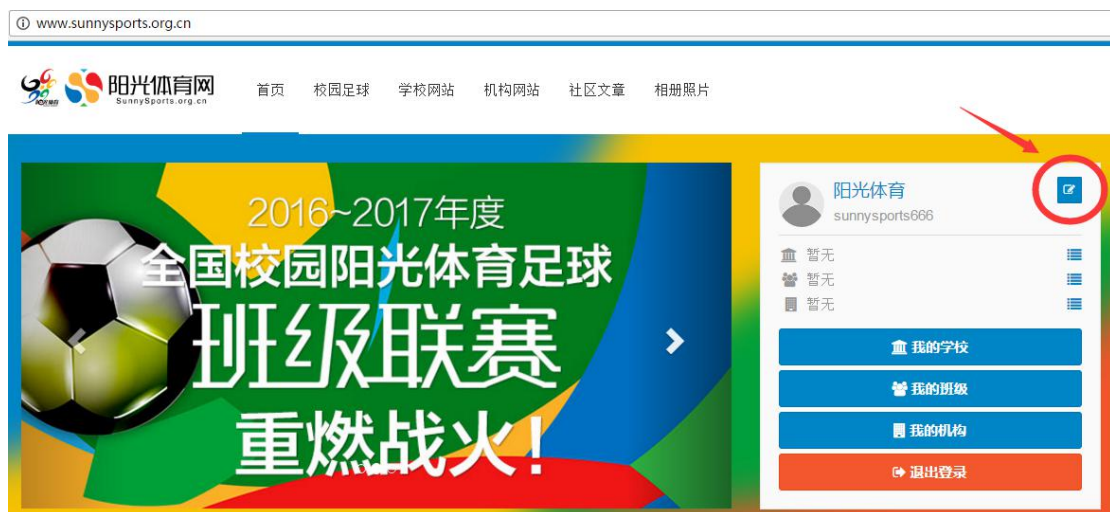 www.sunnysports.org.cn
阳光体育网
SunnySports.org.cn
首页 校园足球 学校网站 机构网站 社区文章 相册照片
2016~2017年度
全国校园阳光体育足球
班级联赛
重燃战火!
阳光体育
sunnysports666
暂无
暂无
暂无
我的学校
我的班级
我的机构
退出登录